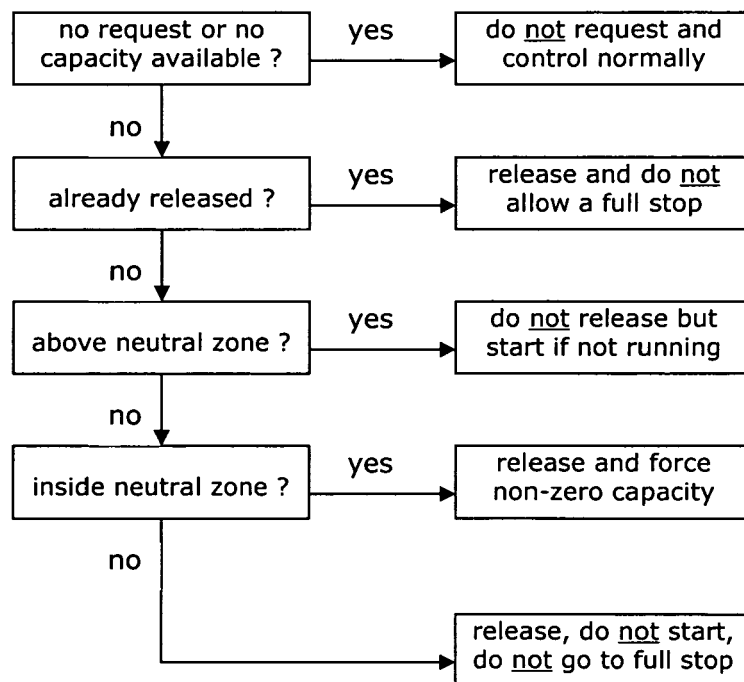 no request or no
capacity available ?
yes
do not request and
control normally
no
already released ?
yes
release and do not
allow a full stop
no
above neutral zone ?
yes
do not release but
start if not running
no
inside neutral zone ?
yes
release and force
non-zero capacity
no
release, do not start,
do not go to full stop